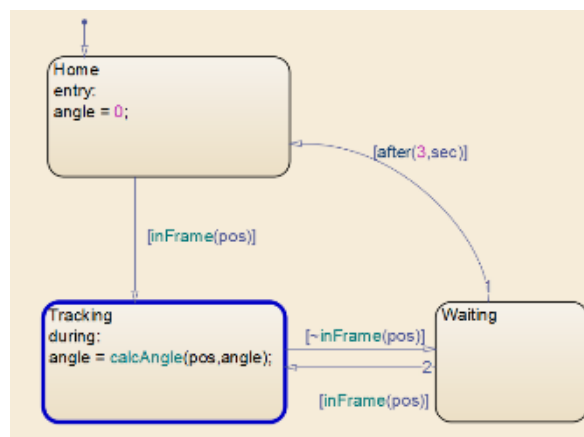 Home
entry:
angle = 0;
[after(3,sec)]
[inFrame(pos)]
1
Tracking
during:
angle = calcAngle(pos,angle);
[~inFrame(pos)]
2
[inFrame(pos)]
Waiting